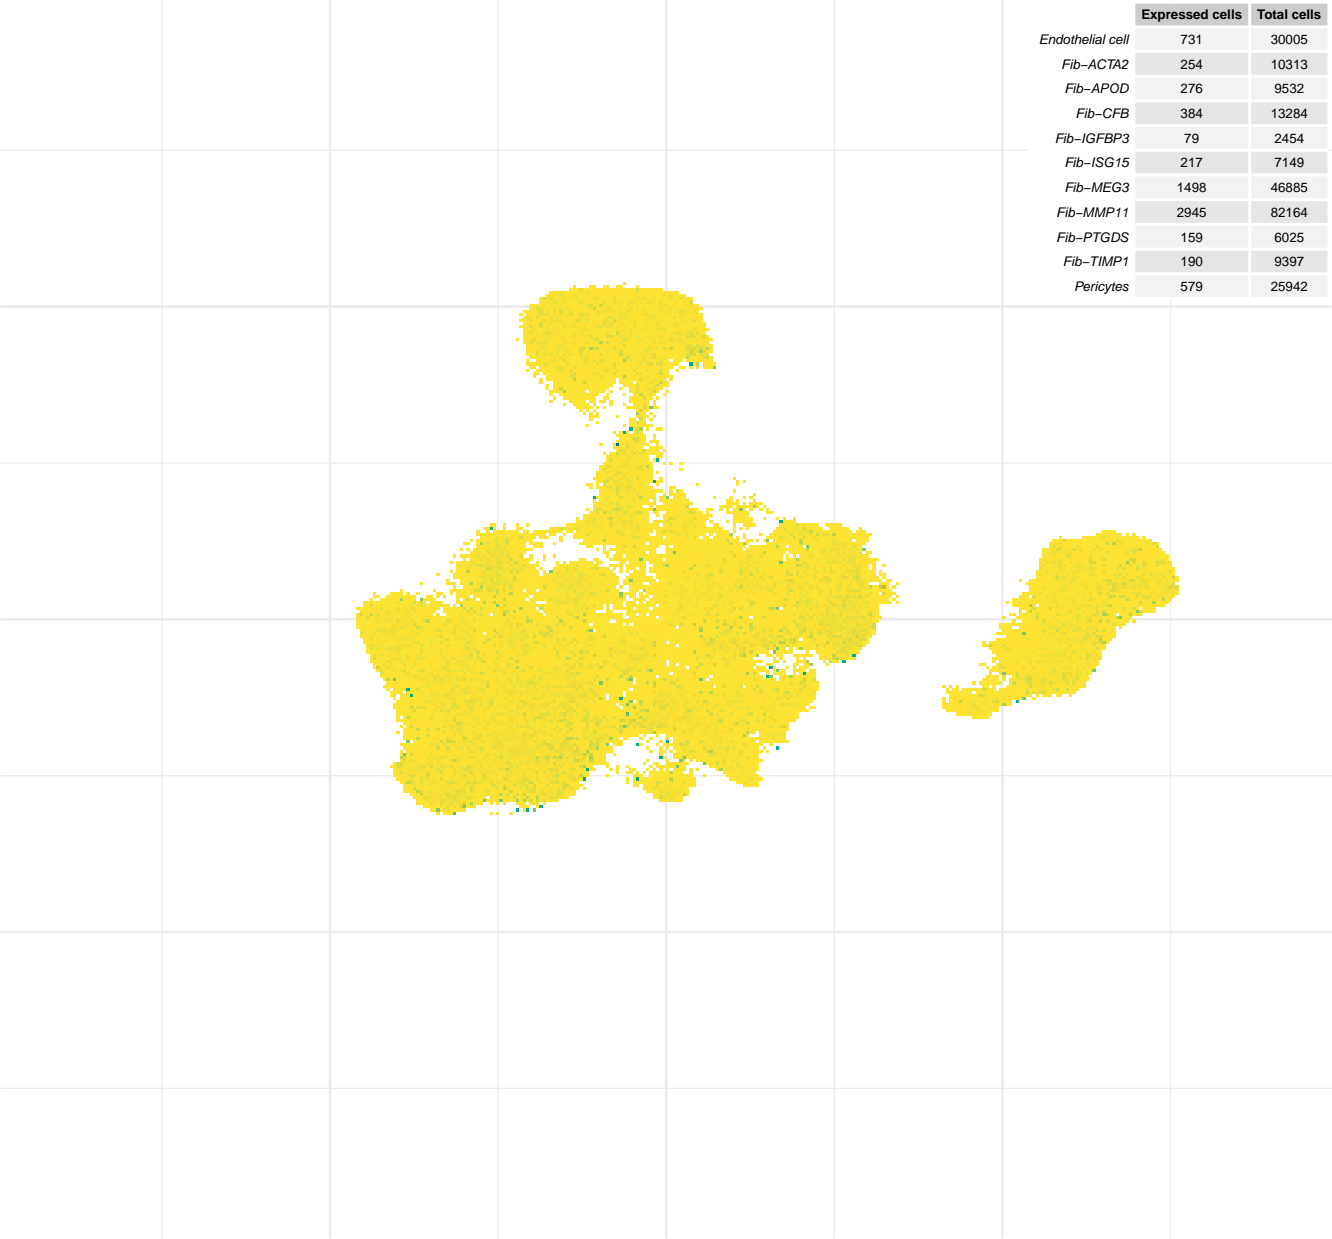 Expressed cells Total cells
Endothelial cell 731 30005
Fib−ACTA2 254 10313
Fib−APOD 276 9532
Fib−CFB 384 13284
Fib−IGFBP3 79 2454
Fib−ISG15 217 7149
Fib−MEG3 1498 46885
Fib−MMP11 2945 82164
Fib−PTGDS 159 6025
Fib−TIMP1 190 9397
Pericytes 579 25942